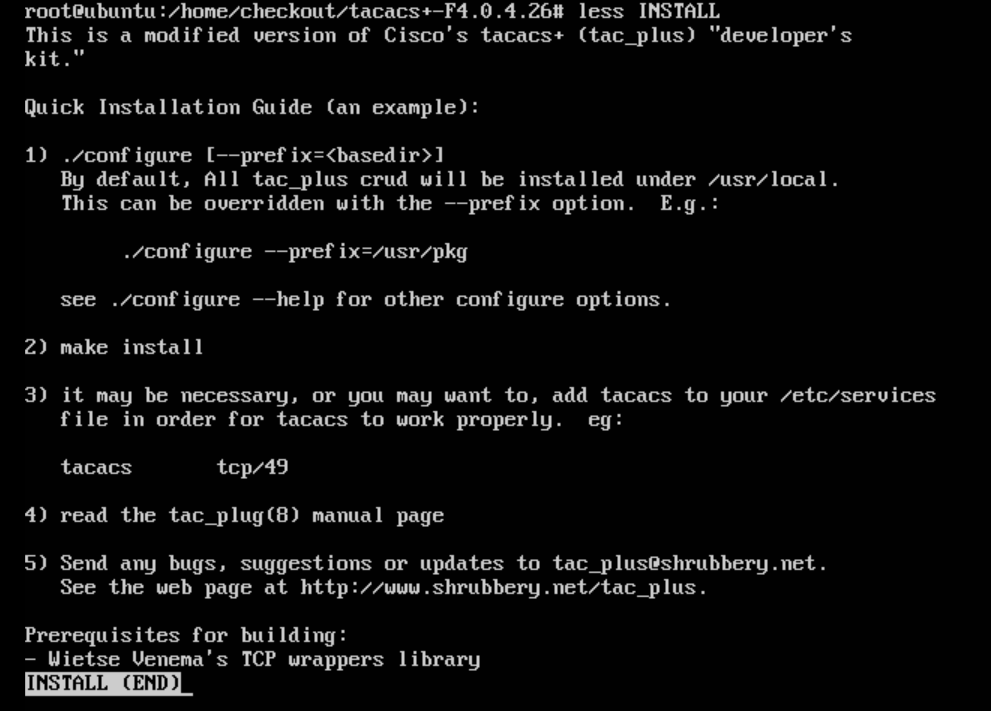 root@ubuntu:/home/checkout/tacacs+-F4.0.4.26# less INSTALL
This is a modified version of Cisco's tacacs+ (tac_plus) "developer's
kit."
Quick Installation Guide (an example):
1) ./configure [--prefix=<basedir>]
By default, All tac_plus crud will be installed under /usr/local.
This can be overridden with the --prefix option.  E.g.:
./configure --prefix=/usr/pkg
see ./configure --help for other configure options.
2) make install
3) it may be necessary, or you may want to, add tacacs to your /etc/services
file in order for tacacs to work properly.  eg:
tacacs       tcp/49
4) read the tac_plug(8) manual page
5) Send any bugs, suggestions or updates to tac_plus@shrubbery.net.
See the web page at http://www.shrubbery.net/tac_plus.
Prerequisites for building:
- Wietse Venema's TCP wrappers library
INSTALL (END)_